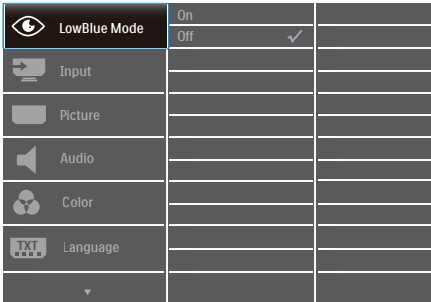 LowBlue Mode
On
Off
Input
Picture
Audio
Color
TXT
Language